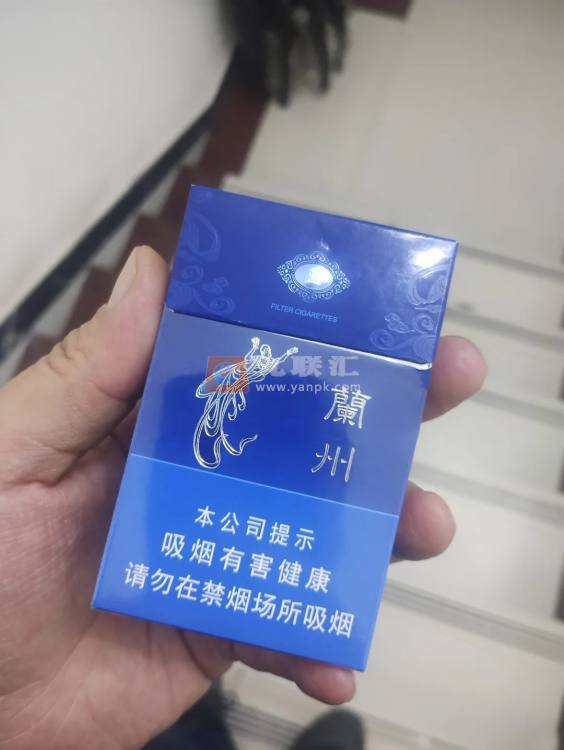 FILTER CIGARETTES
联汇
www.yanpk.com
蘭州
本公司提示
吸烟有害健康
请勿在禁烟场所吸烟